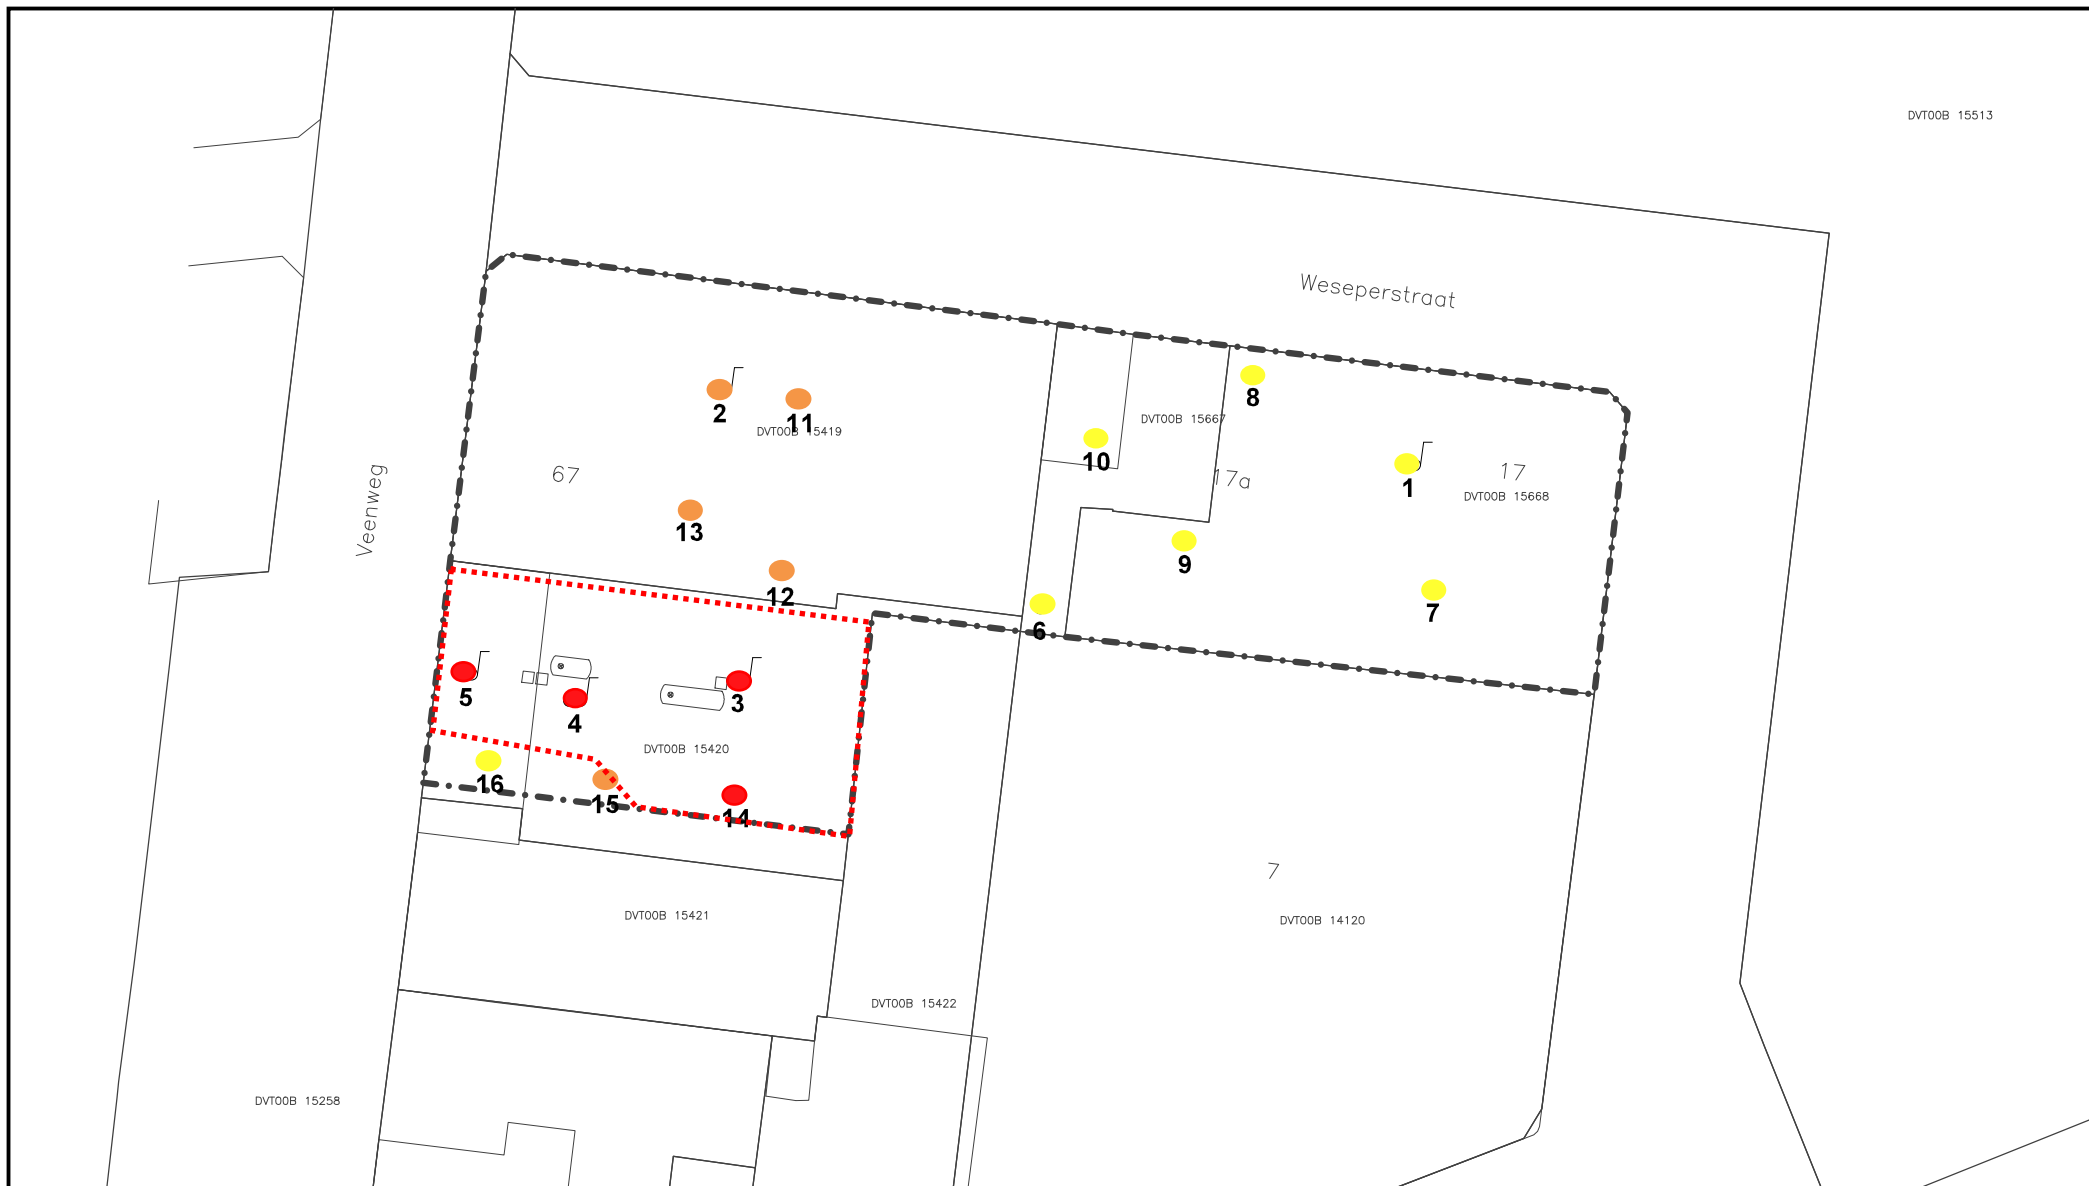 DVT00B 15513
Weseperstraat
8
2
11
DVT00B 15667
DVT00B 15419
10
67
17a
1
17
DVT00B 15668
Veenweg
13
9
12
6
7
5
4
3
DVT00B 15420
16
15
14
7
DVT00B 15421
DVT00B 14120
DVT00B 15422
DVT00B 15258